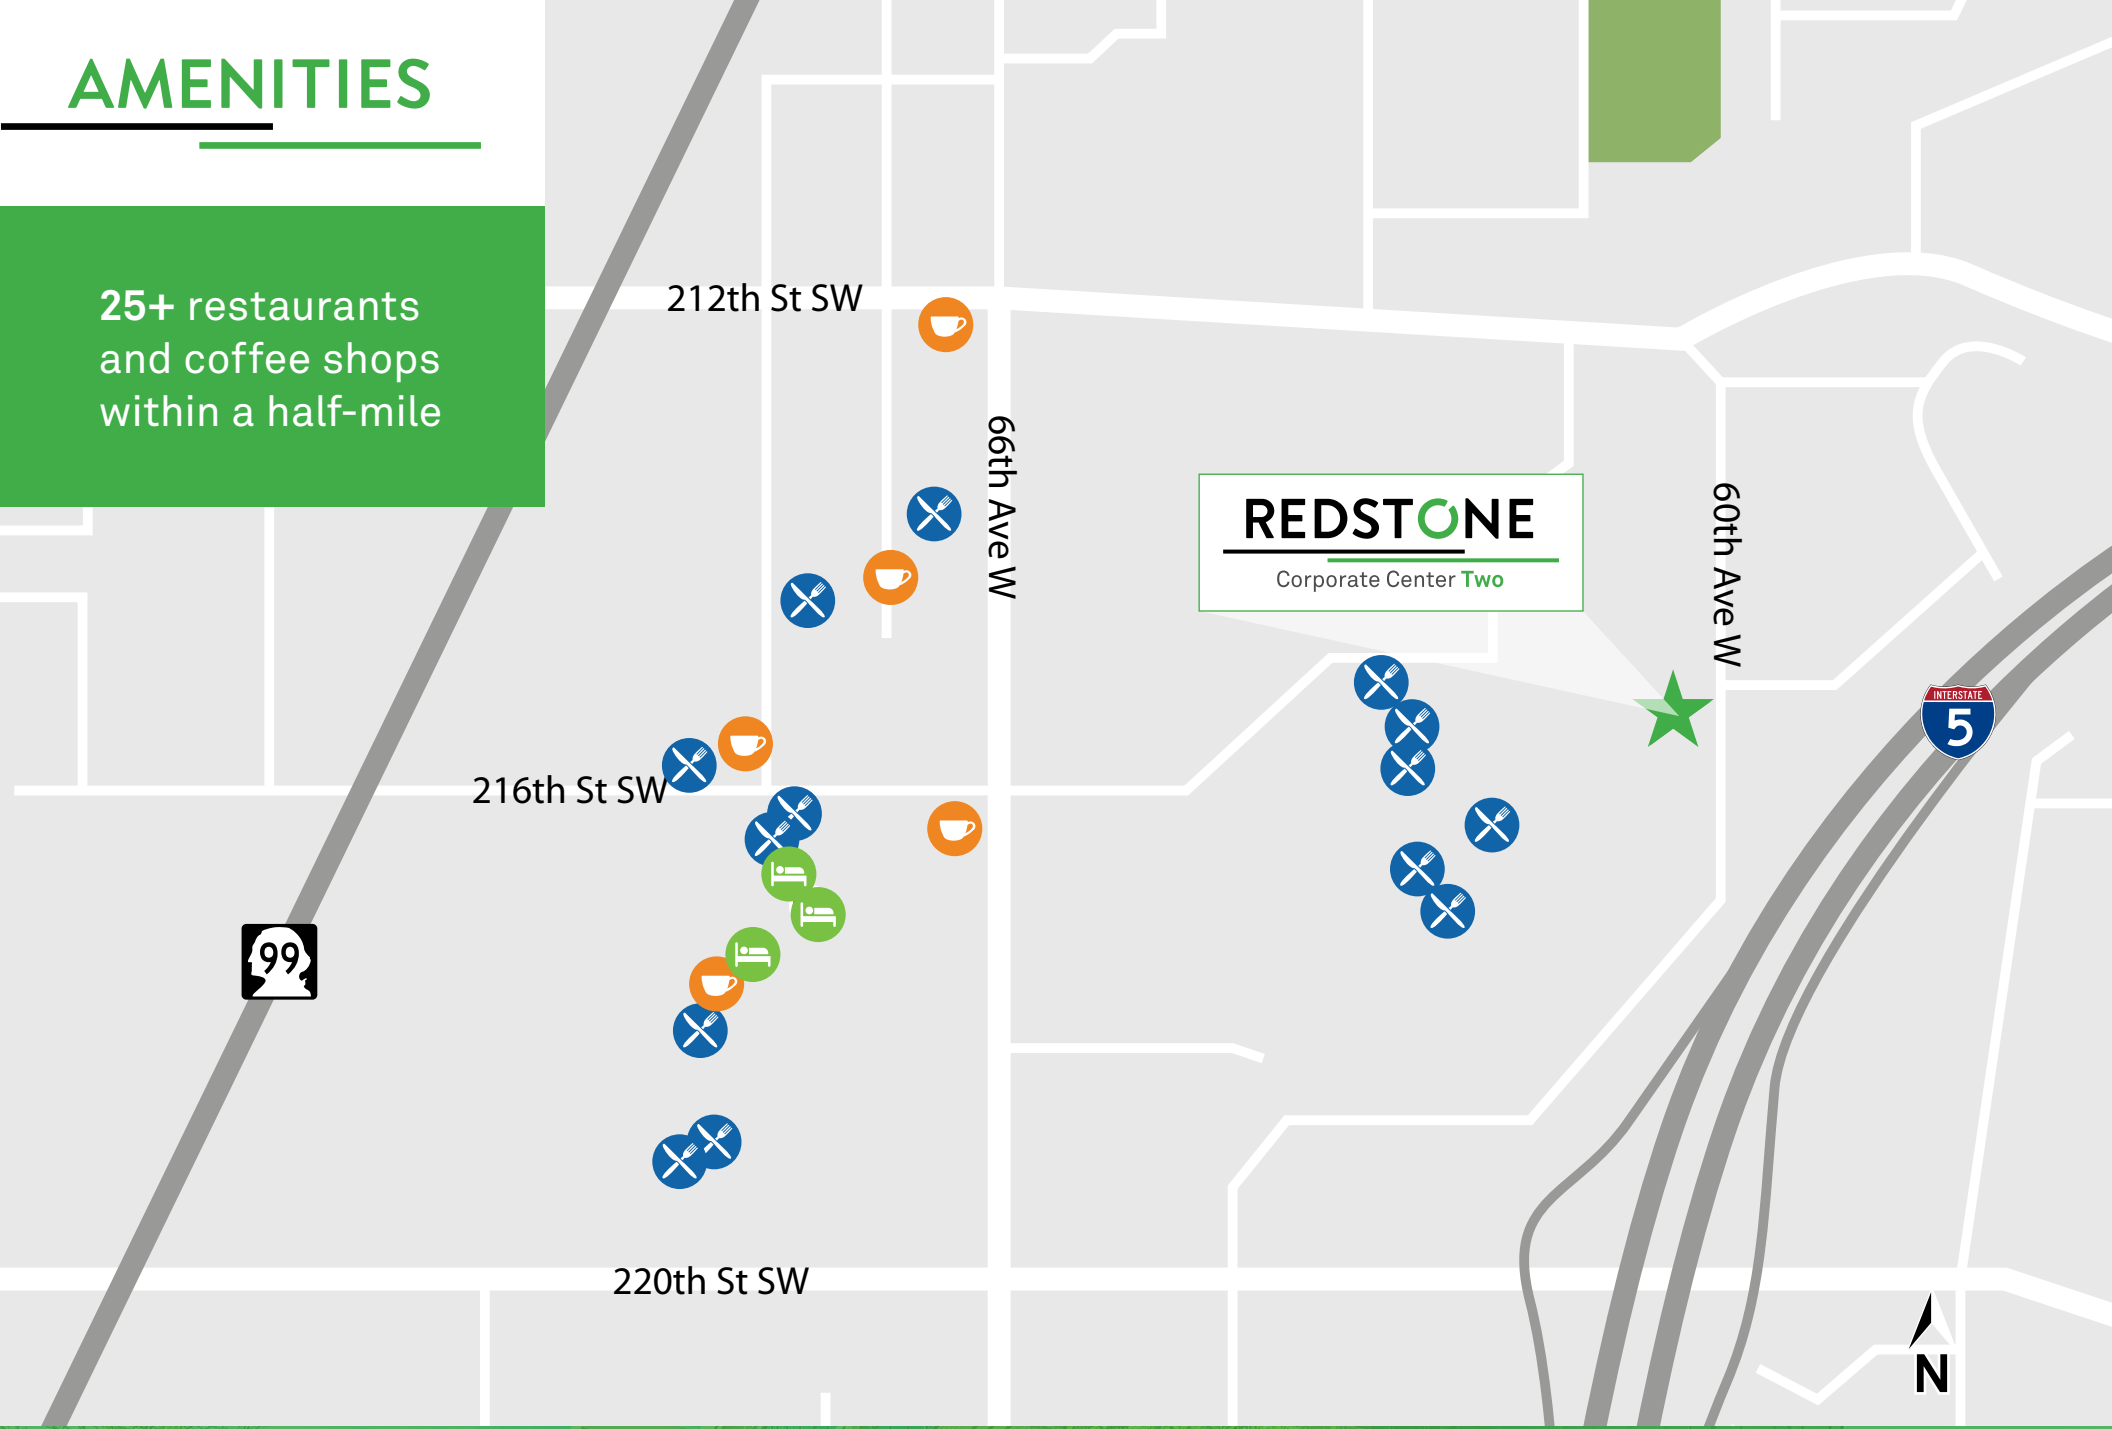 AMENITIES
25+ restaurants
and coffee shops
within a half-mile
212th St SW
66th Ave W
REDSTONE
Corporate Center Two
60th Ave W
INTERSTATE
5
216th St SW
99
220th St SW
N